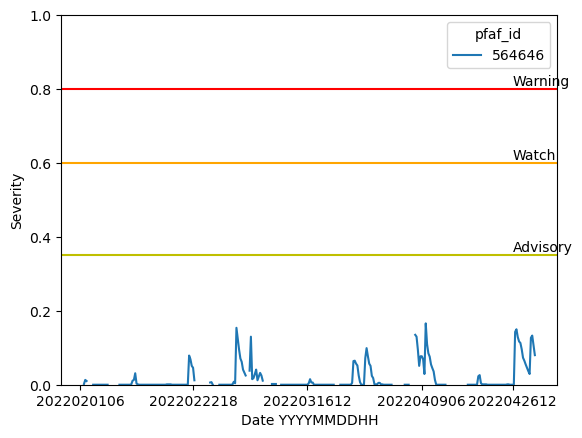 pfaf_id
564646
1.0
0.8
0.6
0.4
0.2
0.0
Severity
Warning
Watch
Advisory
2022020106
2022022218
2022031612
2022040906
2022042612
Date YYYYMMDDHH